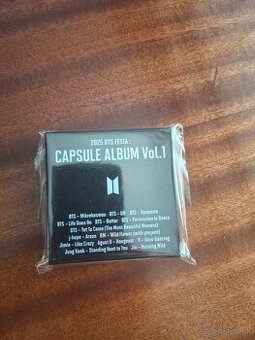 2025 BTS FESTA :
CAPSULE ALBUM Vol.1
BTS – Mikrokosmos BTS – ON BTS – Dynamite
BTS – Life Goes On BTS – Butter BTS – Permission to Dance
BTS – Yet To Come (The Most Beautiful Moment)
j-hope – Arson RM – Wild Flower (with youjeen)
Jimin – Like Crazy Agust D – Haegeum V – Slow Dancing
Jung Kook – Standing Next to You Jin – Running Wild